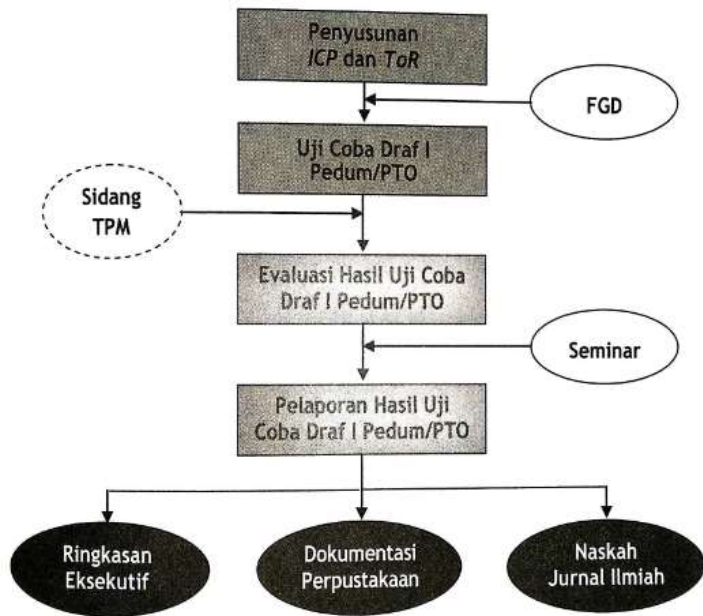 Penyusunan
ICP dan ToR
FGD
Uji Coba Draf I
Pedum/PTO
Sidang
TPM
Evaluasi Hasil Uji Coba
Draf I Pedum/PTO
Seminar
Pelaporan Hasil Uji
Coba Draf I Pedum/PTO
Ringkasan
Eksekutif
Dokumentasi
Perpustakaan
Naskah
Jurnal Ilmiah